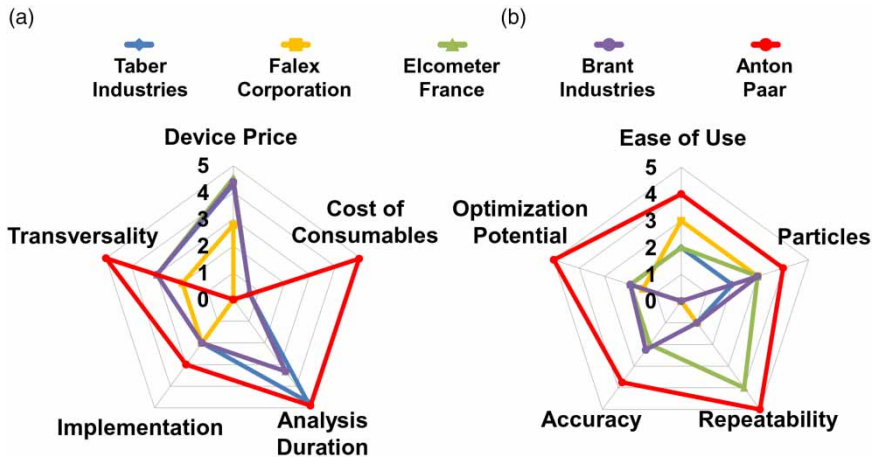 (a)
(b)
Taber
Industries
Falex
Corporation
Elcometer
France
Brant
Industries
Anton
Paar
Device Price
5
4
3
2
1
0
Cost of
Consumables
Analysis
Duration
Implementation
Transversality
Ease of Use
5
4
3
2
1
0
Particles
Repeatability
Accuracy
Optimization
Potential